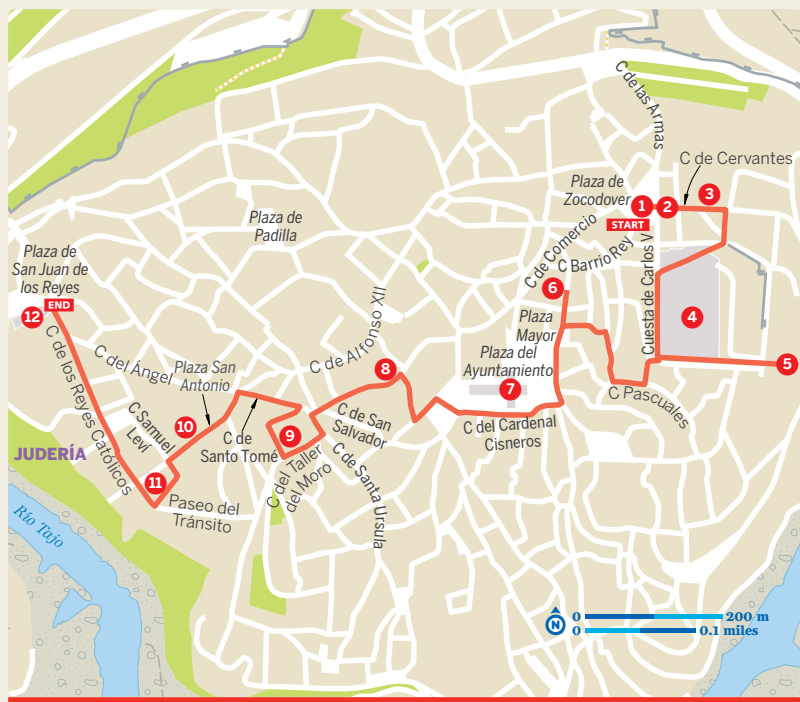 C de las Armas
C de Cervantes
Plaza de
Zocodover
1
2
3
START
C de Comercio
C Barrio Rey
Cuesta de Carlos V
Plaza de
Padilla
Plaza de
San Juan de
los Reyes
END
12
6
4
Plaza
Mayor
Plaza del
Ayuntamiento
7
5
C de Alfonso XII
8
C del Ángel
Plaza San
Antonio
C de los Reyes Católicos
C Pascuales
C del Cardenal
Cisneros
C de San
Salvador
C Samuel
Leví
10
C de
Santo Tomé
9
C del Taller
del Moro
C de Santa Ursula
JUDERÍA
11
Paseo del
Tránsito
Río Tajo
N
0 200 m
0 0.1 miles